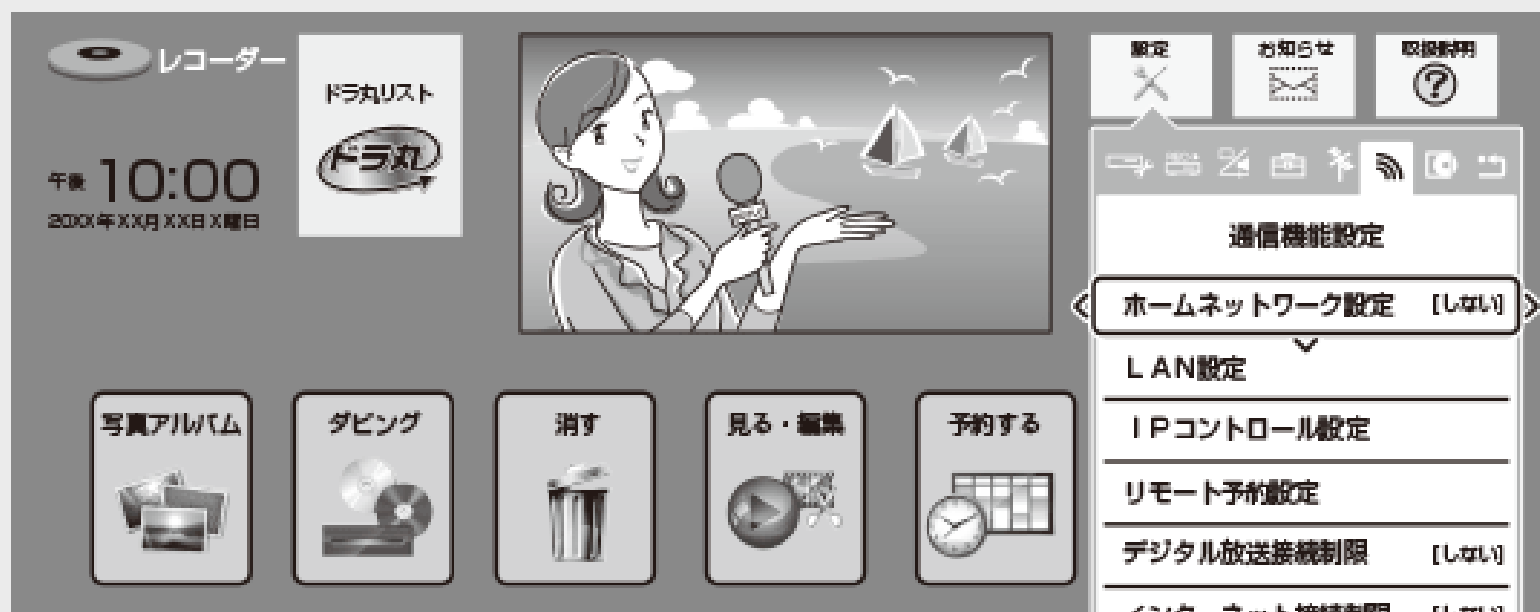 レコーダー
ドラ丸リスト
ドラ丸
午後 10:00
20XX年XX月XX日X曜日
設定
お知らせ
取扱説明
通信機能設定
ホームネットワーク設定 [しない]
LAN設定
IPコントロール設定
リモート予約設定
デジタル放送接続制限 [しない]
写真アルバム
ダビング
消す
見る・編集
予約する